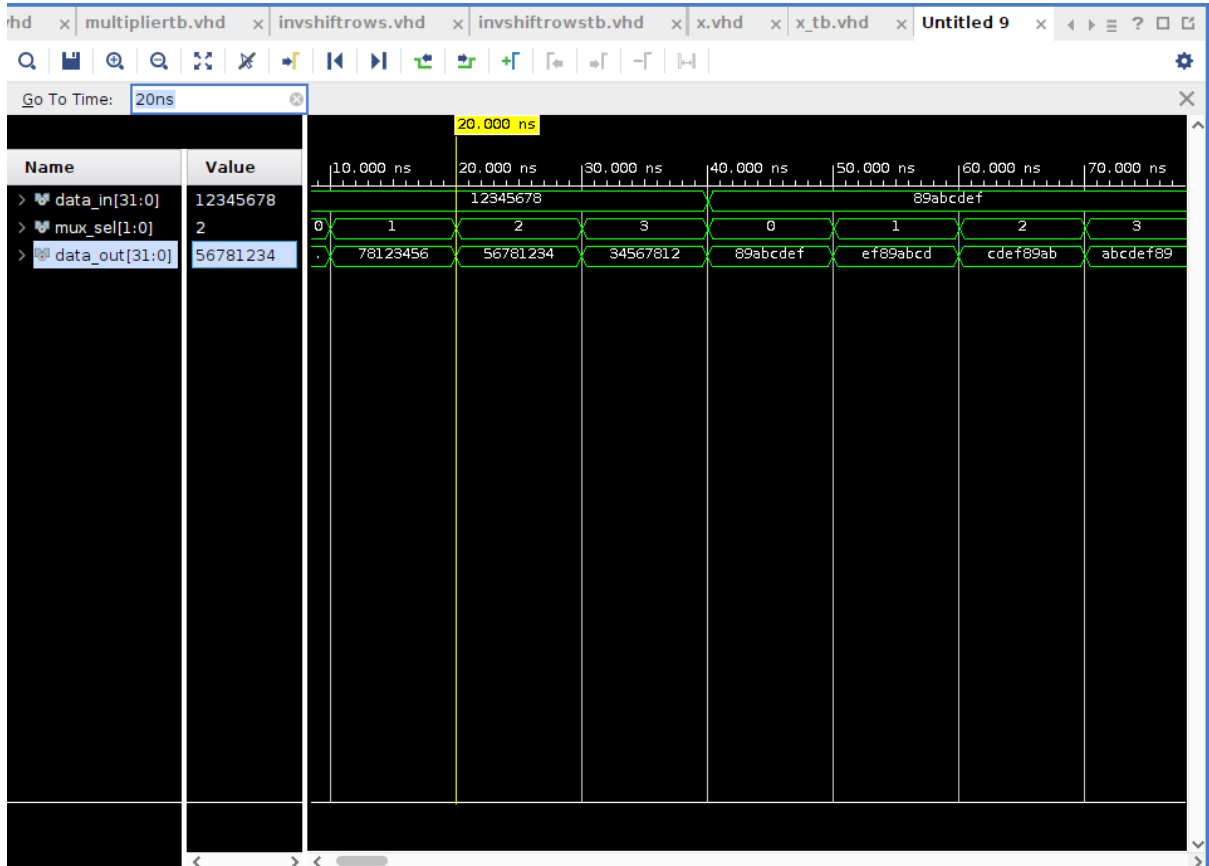 vhd x multipliertb.vhd x invshiftrows.vhd x invshiftrowstb.vhd x x.vhd x x_tb.vhd x Untitled 9 x ?
Go To Time: 20ns
20.000 ns
Name Value 10.000 ns 20.000 ns 30.000 ns 40.000 ns 50.000 ns 60.000 ns 70.000 ns
> data_in[31:0] 12345678 12345678 89abcdef
> mux_sel[1:0] 2 0 1 2 3 0 1 2 3
> data_out[31:0] 56781234 . 78123456 56781234 34567812 89abcdef ef89abcd cdef89ab abcdef89